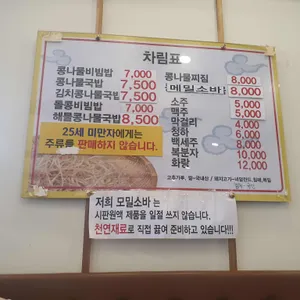 차림표
콩나물비빔밥 7,000
콩나물국밥 7,500
김치콩나물국밥 7,500
돌콩비빔밥 7,000
해물콩나물국밥 8,500
25세 미만자에게는
주류를 판매하지 않습니다.
콩나물찌짐 8,000
메밀소바 8,000
소주 5,000
맥주 5,000
막걸리 4,000
청하 6,000
백세주 8,000
복분자 10,000
화랑 12,000
저희 모밀소바 는
시판원액 제품을 일절 쓰지 않습니다.
천연재료로 직접 끓여 준비하고 있습니다!!!